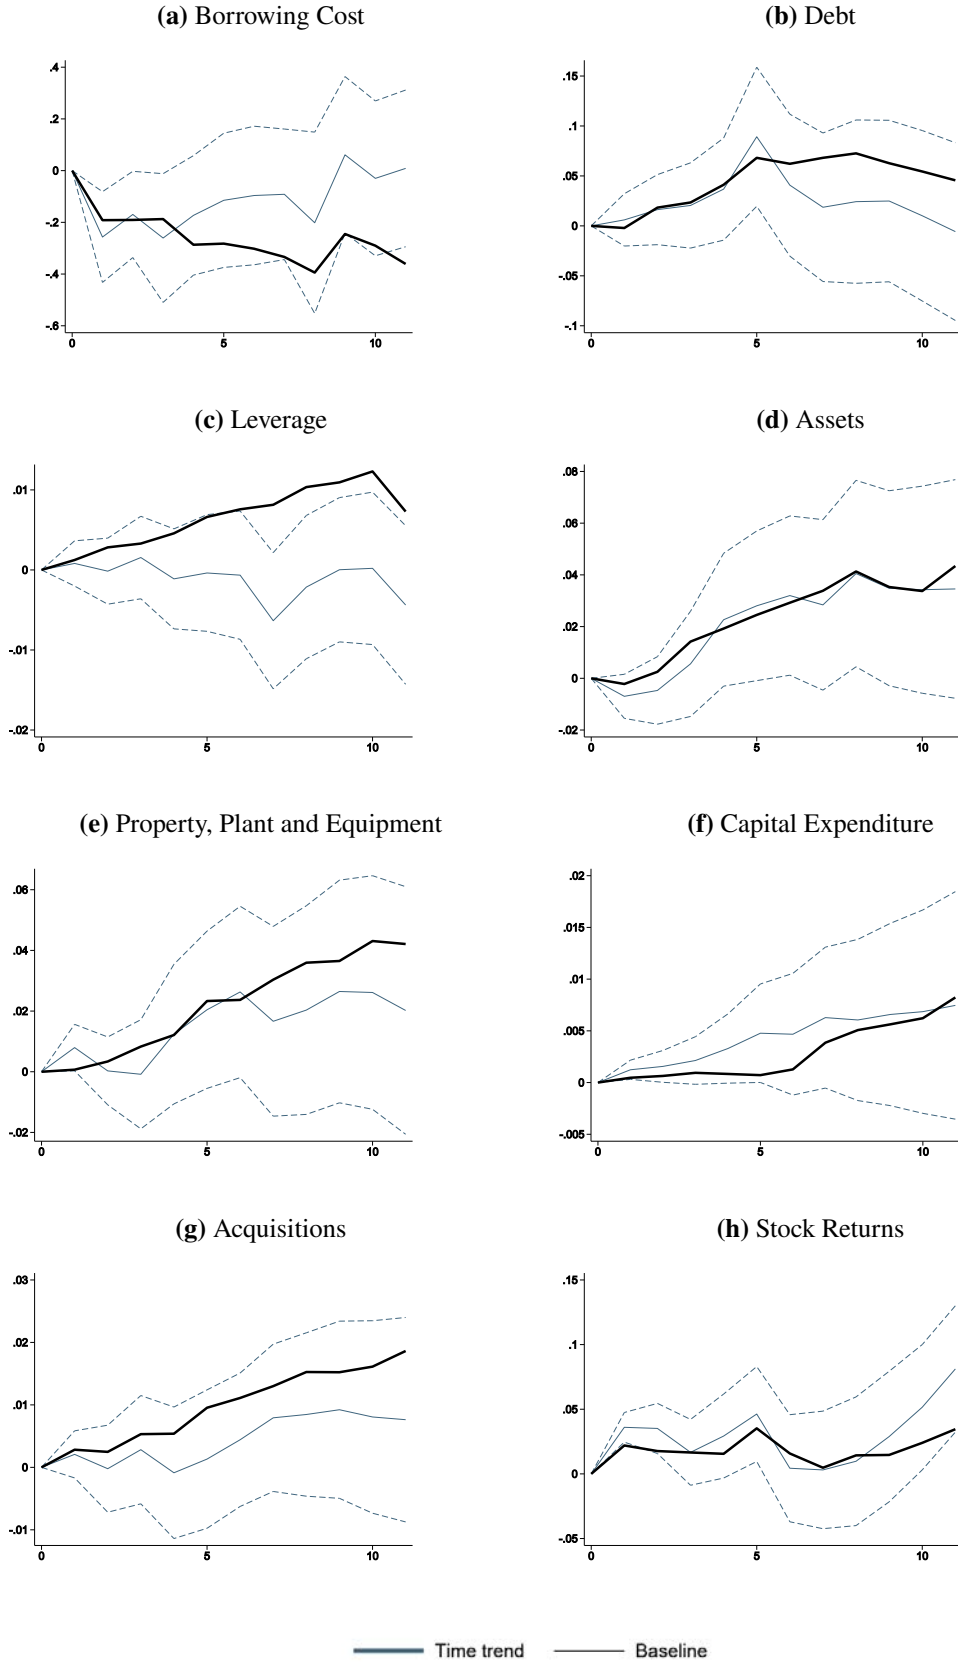 (a) Borrowing Cost
.4
.2
0
-.2
-.4
-.6
0 5 10
(b) Debt
.15
.1
.05
0
-.05
-.1
0 5 10
(c) Leverage
.01
0
-.01
-.02
0 5 10
(d) Assets
.08
.06
.04
.02
0
-.02
0 5 10
(e) Property, Plant and Equipment
.06
.04
.02
0
-.02
0 5 10
(f) Capital Expenditure
.02
.015
.01
.005
0
-.005
0 5 10
(g) Acquisitions
.03
.02
.01
0
-.01
0 5 10
(h) Stock Returns
.15
.1
.05
0
-.05
0 5 10
Time trend Baseline